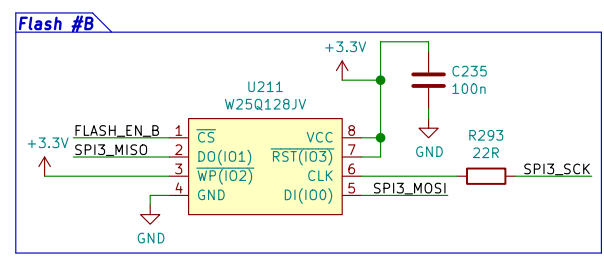 Flash #B
+3.3V
U211
W25Q128JV
C235
100n
GND
FLASH_EN_B 1 CS VCC 8
+3.3V
SPI3_MISO 2 DO(IO1) RST(IO3) 7
3 WP(IO2) CLK 6
R293
22R
SPI3_SCK
4 GND DI(IO0) 5 SPI3_MOSI
GND